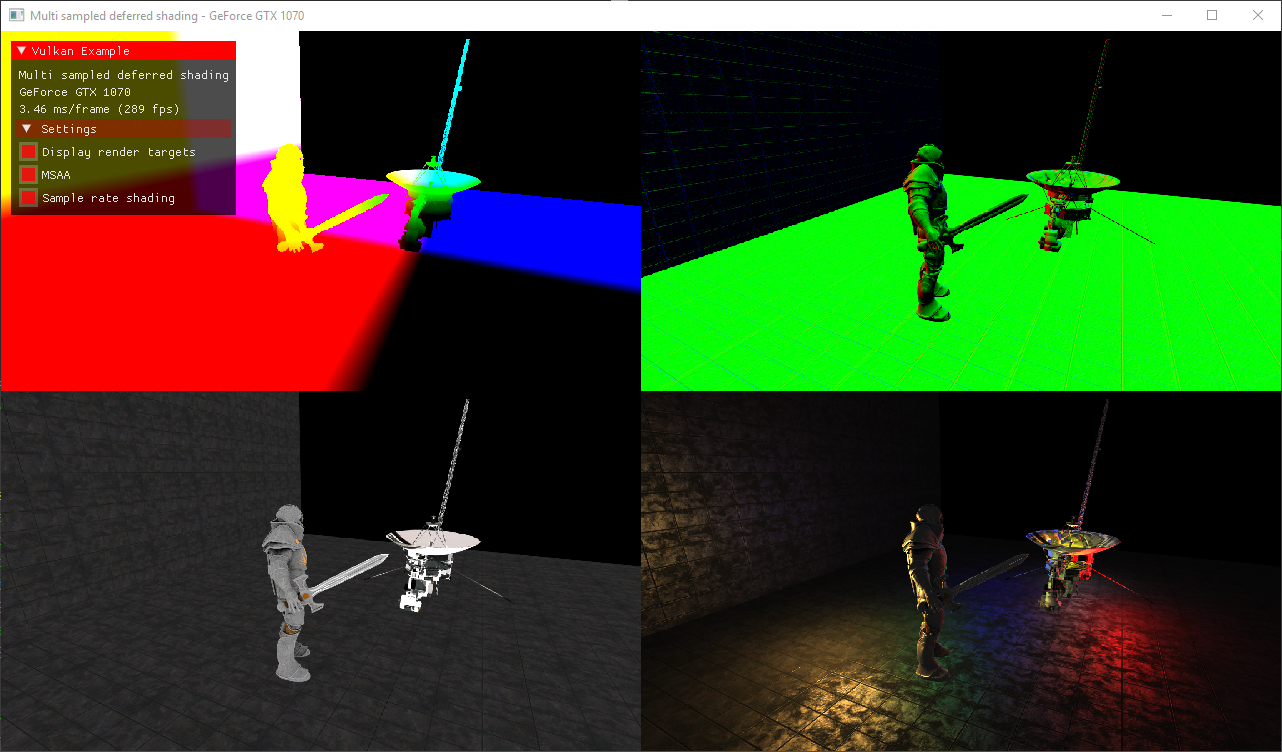 Multi sampled deferred shading - GeForce GTX 1070
Vulkan Example
Multi sampled deferred shading
GeForce GTX 1070
3.46 ms/frame (289 fps)
Settings
Display render targets
MSAA
Sample rate shading